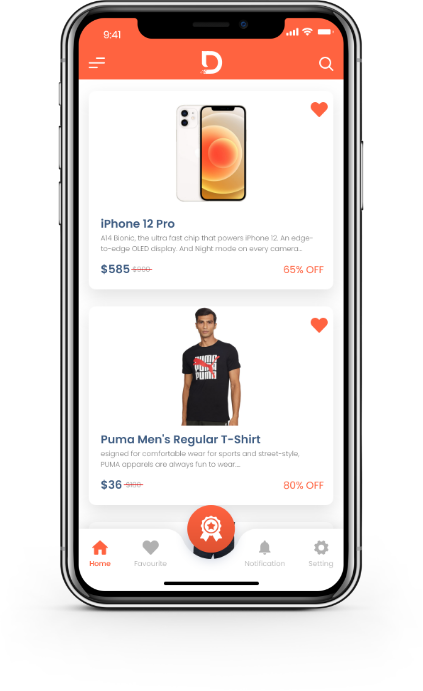 9:41
D
iPhone 12 Pro
A14 Bionic, the ultra fast chip that powers iPhone 12. An edge-
to-edge OLED display. And Night mode on every camera...
$585
65% OFF
PUMA
PUMA
Puma Men's Regular T-Shirt
esigned for comfortable wear for sports and street-style,
PUMA apparels are always fun to wear....
$36 $100
80% OFF
Home
Favourite
Notification
Setting